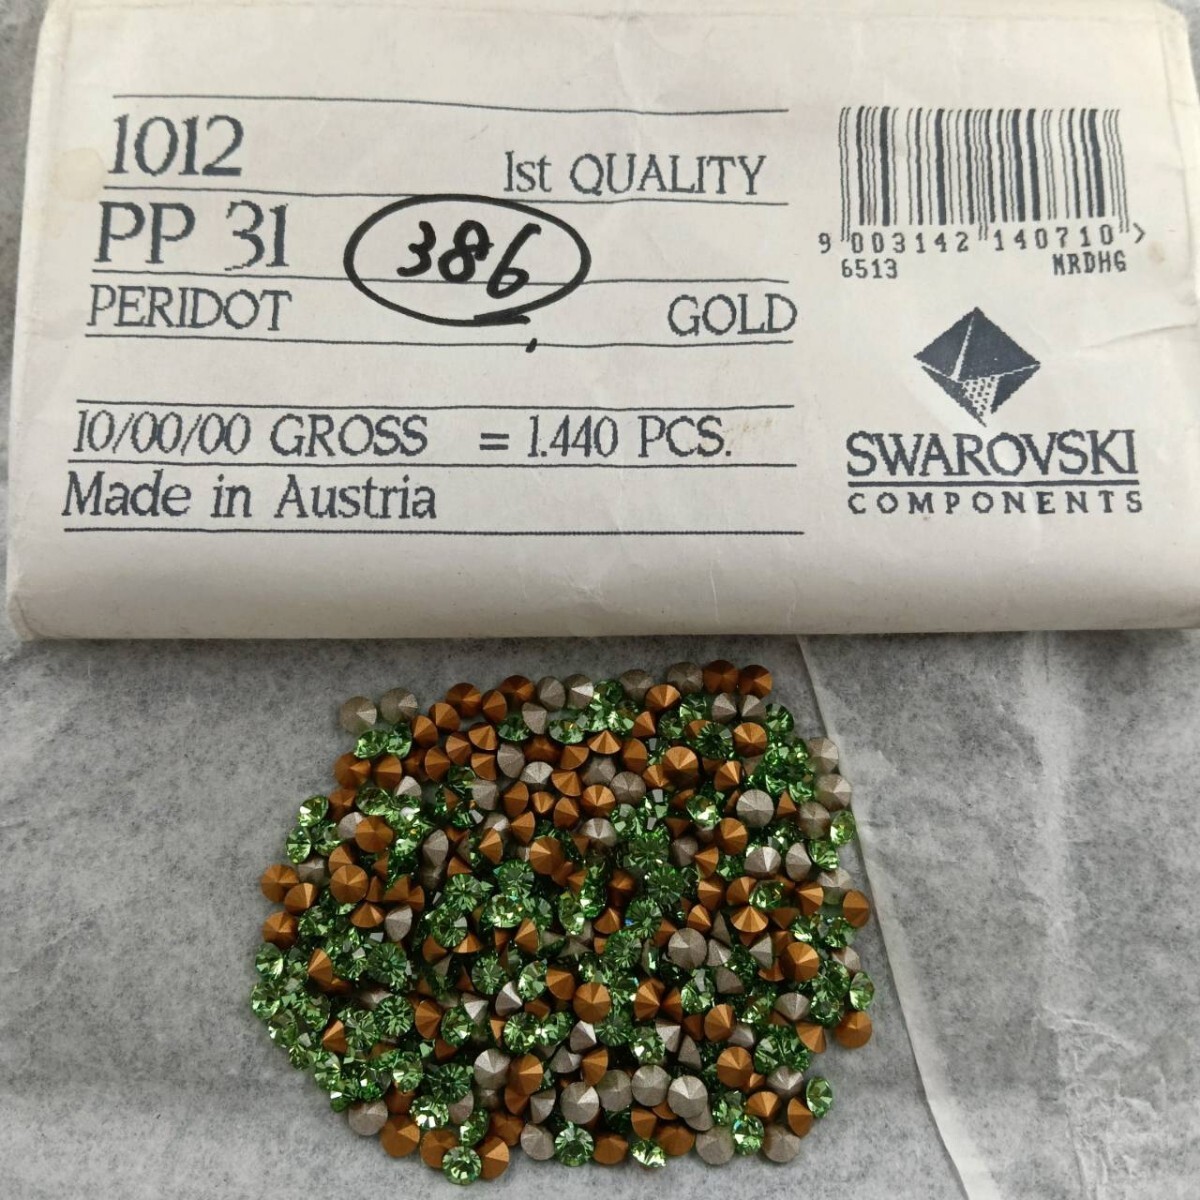 1012 1st QUALITY
PP 31 386
PERIDOT GOLD
10/00/00 GROSS = 1.440 PCS.
Made in Austria
9 003142 140710 >
6513 NRDHG
SWAROVSKI
COMPONENTS